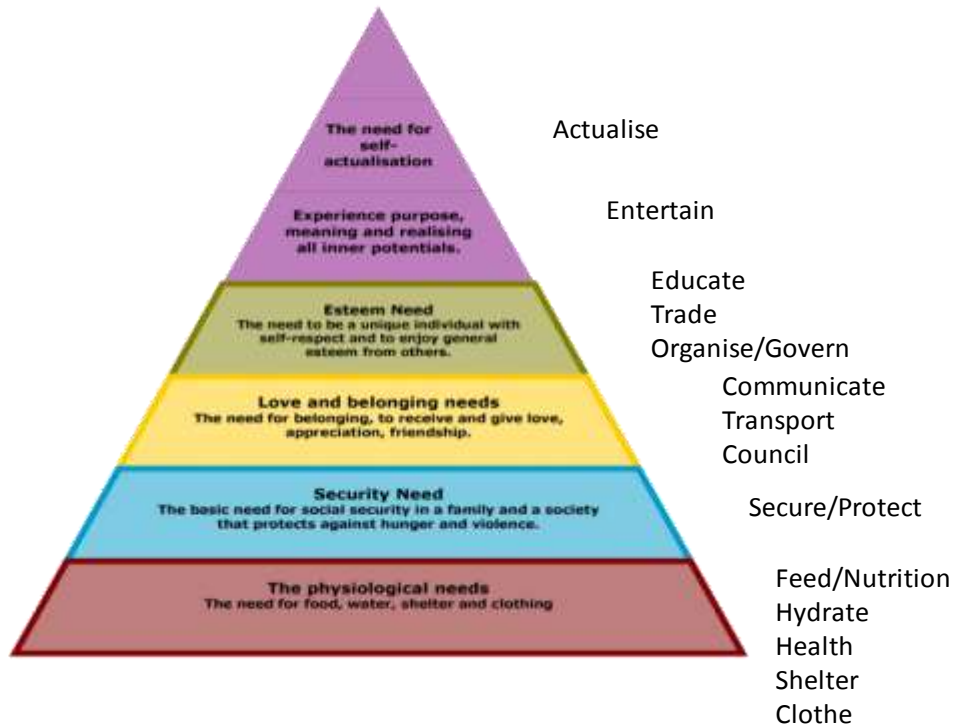 The need for
self-
actualisation
Actualise
Experience purpose,
meaning and realising
all inner potentials.
Entertain
Esteem Need
The need to be a unique individual with
self-respect and to enjoy general
esteem from others.
Educate
Trade
Organise/Govern
Love and belonging needs
The need for belonging, to receive and give love,
appreciation, friendship.
Communicate
Transport
Council
Security Need
The basic need for social security in a family and a society
that protects against hunger and violence.
Secure/Protect
The physiological needs
The need for food, water, shelter and clothing
Feed/Nutrition
Hydrate
Health
Shelter
Clothe